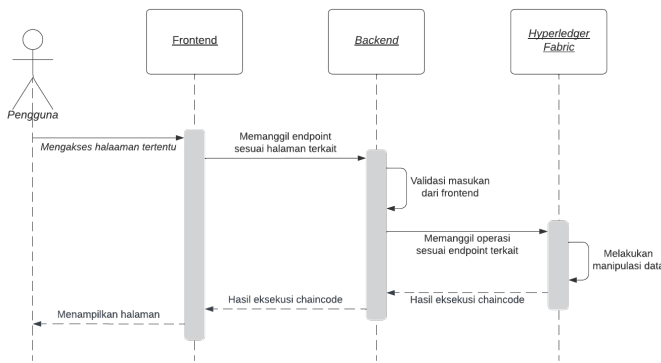 Frontend
Backend
Hyperledger
Fabric
Pengguna
Mengakses halaaman tertentu
Memanggil endpoint
sesuai halaman terkait
Validasi masukan
dari frontend
Memanggil operasi
sesuai endpoint terkait
Melakukan
manipulasi data
Hasil eksekusi chaincode
Hasil eksekusi chaincode
Menampilkan halaman